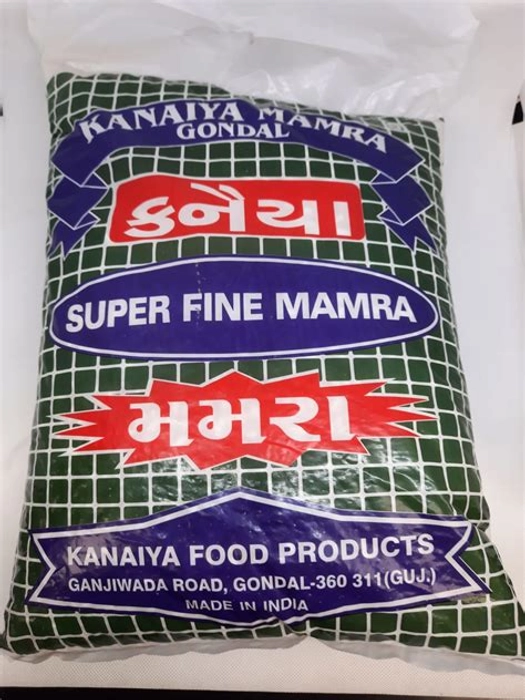 KANAIYA MAMRA
GONDAL
કનૈયા
SUPER FINE MAMRA
મમરા
KANAIYA FOOD PRODUCTS
GANJIWADA ROAD, GONDAL-360 311(GUJ.)
MADE IN INDIA